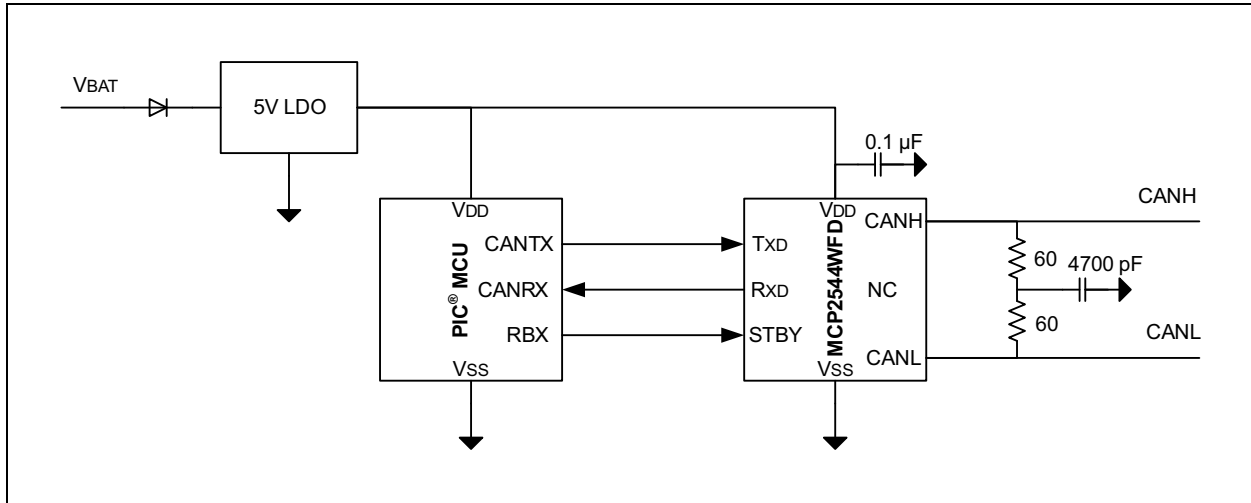 VBAT
5V LDO
0.1 µF
VDD
CANTX
CANRX
RBX
VSS
PIC® MCU
VDD
TXD
RXD
STBY
VSS
MCP2544WFD
CANH
NC
CANL
CANH
60
4700 pF
60
CANL